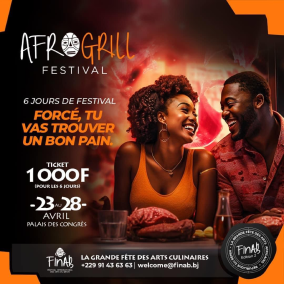 AFROGRILL
FESTIVAL
6 JOURS DE FESTIVAL
FORCÉ, TU
VAS TROUVER
UN BON PAIN.
TICKET
1000F
(POUR LES 6 JOURS)
-23 AU 28-
AVRIL
PALAIS DES CONGRÈS
FinAb
LA GRANDE FÊTE DES ARTS CULINAIRES
+229 91 43 63 63 | welcome@finab.bj
FinAb